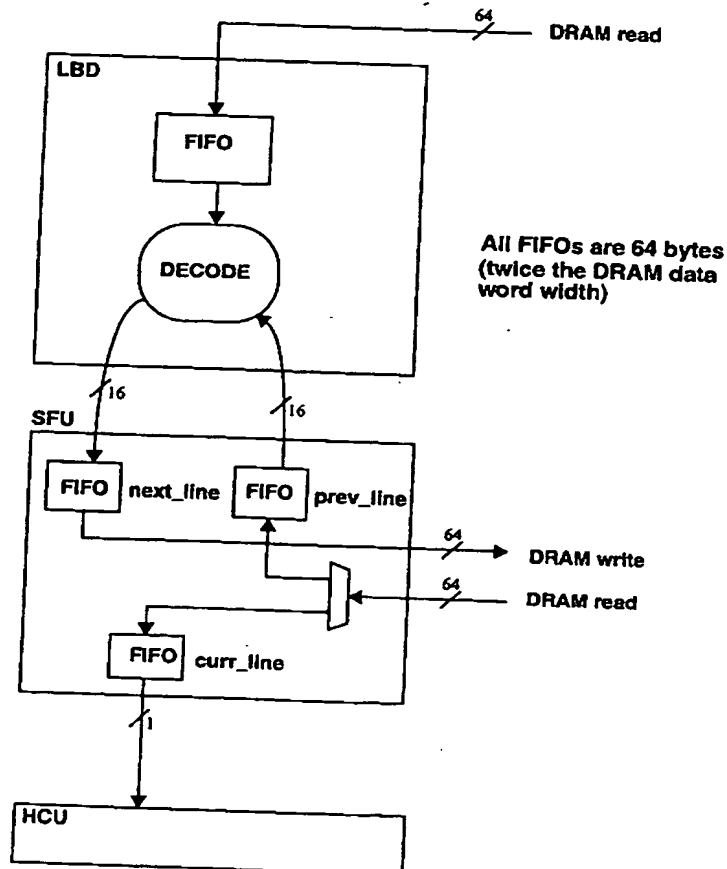 64
DRAM read
LBD
FIFO
DECODE
All FIFOs are 64 bytes
(twice the DRAM data
word width)
16
16
SFU
FIFO
next_line
FIFO
prev_line
64
DRAM write
64
DRAM read
FIFO
curr_line
1
HCU